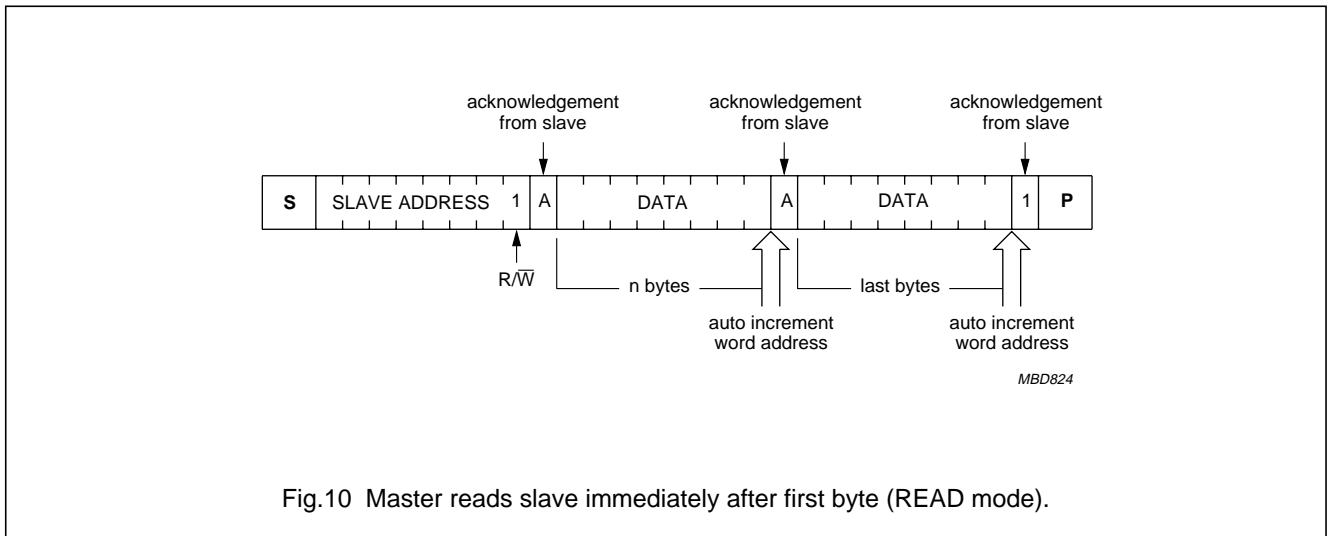 acknowledgement
from slave
acknowledgement
from slave
acknowledgement
from slave
S SLAVE ADDRESS 1 A DATA A DATA 1 P
R/W̅
n bytes
last bytes
auto increment
word address
auto increment
word address
MBD824
Fig.10 Master reads slave immediately after first byte (READ mode).